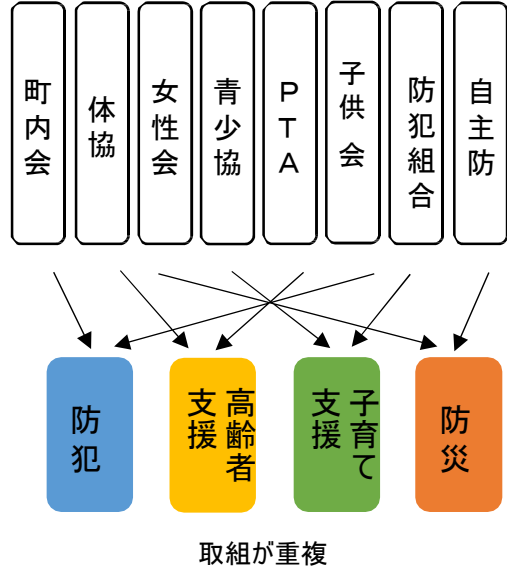 町内会
体協
女性会
青少協
PTA
子供会
防犯組合
自主防
防犯
高齢者
支援
子育て
支援
防災
取組が重複